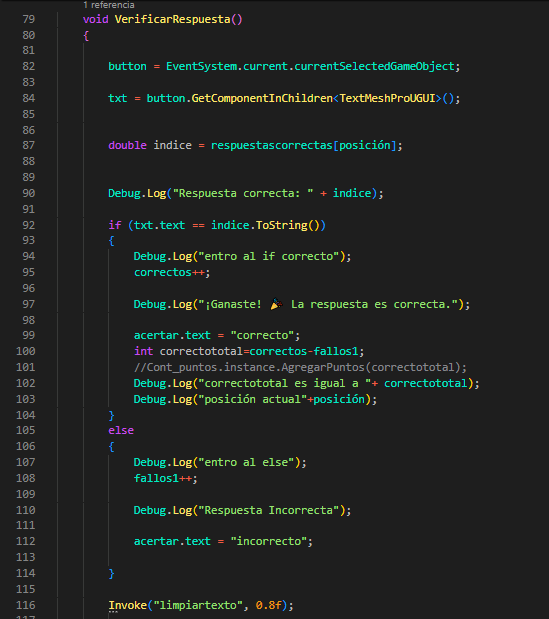 1 referencia
79 void VerificarRespuesta()
80 {
81
82 button = EventSystem.current.currentSelectedGameObject;
83
84 txt = button.GetComponentInChildren<TextMeshProUGUI>();
85
86
87 double indice = respuestascorrectas[posición];
88
89
90 Debug.Log("Respuesta correcta: " + indice);
91
92 if (txt.text == indice.ToString())
93 {
94 Debug.Log("entro al if correcto");
95 correctos++;
96
97 Debug.Log("¡Ganaste! 🎉 La respuesta es correcta.");
98
99 acertar.text = "correcto";
100 int correctototal=correctos-fallos1;
101 //Cont_puntos.instance.AgregarPuntos(correctototal);
102 Debug.Log("correctototal es igual a "+ correctototal);
103 Debug.Log("posición actual"+posición);
104 }
105 else
106 {
107 Debug.Log("entro al else");
108 fallos1++;
109
110 Debug.Log("Respuesta Incorrecta");
111
112 acertar.text = "incorrecto";
113
114 }
115
116 Invoke("limpiartexto", 0.8f);